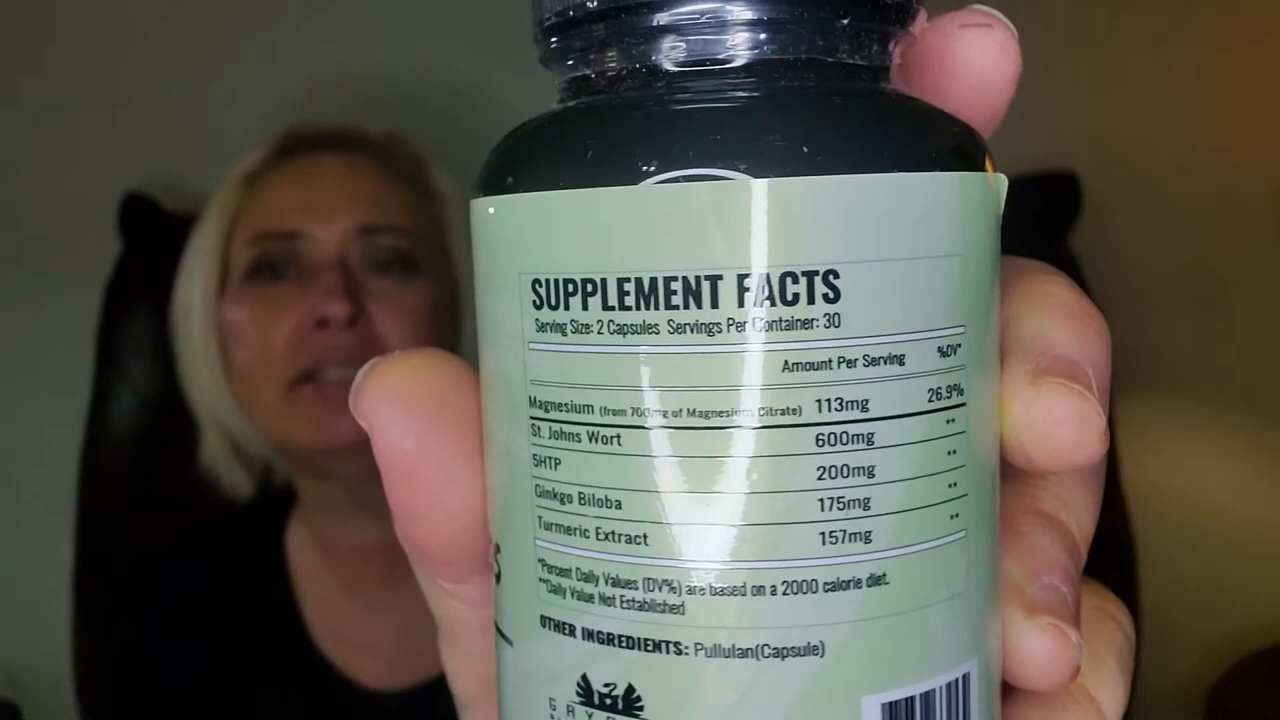 SUPPLEMENT FACTS
Serving Size: 2 Capsules Servings Per Container: 30
Amount Per Serving %DV*
Magnesium (from 700mg of Magnesium Citrate) 113mg 26.9%
St. Johns Wort 600mg **
5HTP 200mg **
Ginkgo Biloba 175mg **
Turmeric Extract 157mg **
*Percent Daily Values (DV%) are based on a 2000 calorie diet.
**Daily Value Not Established
OTHER INGREDIENTS: Pullulan(Capsule)